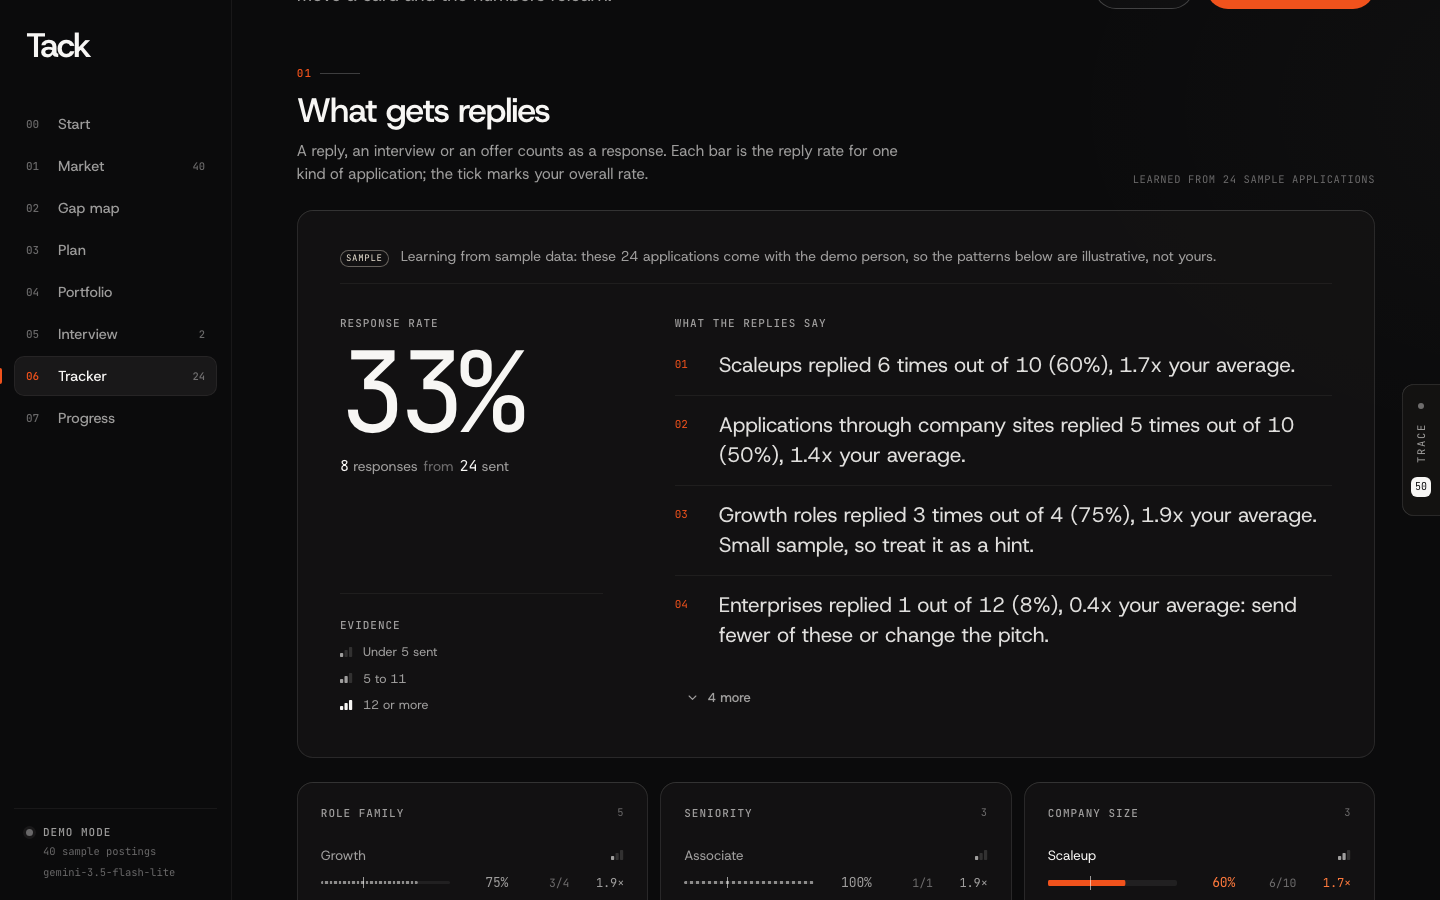 Tack
00 Start
01 Market 40
02 Gap map
03 Plan
04 Portfolio
05 Interview 2
06 Tracker 24
07 Progress
DEMO MODE
40 sample postings
gemini-3.5-flash-lite
01
What gets replies
A reply, an interview or an offer counts as a response. Each bar is the reply rate for one
kind of application; the tick marks your overall rate.
LEARNED FROM 24 SAMPLE APPLICATIONS
SAMPLE Learning from sample data: these 24 applications come with the demo person, so the patterns below are illustrative, not yours.
RESPONSE RATE
33%
8 responses from 24 sent
EVIDENCE
Under 5 sent
5 to 11
12 or more
WHAT THE REPLIES SAY
01 Scaleups replied 6 times out of 10 (60%), 1.7x your average.
02 Applications through company sites replied 5 times out of 10
(50%), 1.4x your average.
03 Growth roles replied 3 times out of 4 (75%), 1.9x your average.
Small sample, so treat it as a hint.
04 Enterprises replied 1 out of 12 (8%), 0.4x your average: send
fewer of these or change the pitch.
4 more
ROLE FAMILY 5
Growth
75% 3/4 1.9×
SENIORITY 3
Associate
100% 1/1 1.9×
COMPANY SIZE 3
Scaleup
60% 6/10 1.7×
TRACE
50